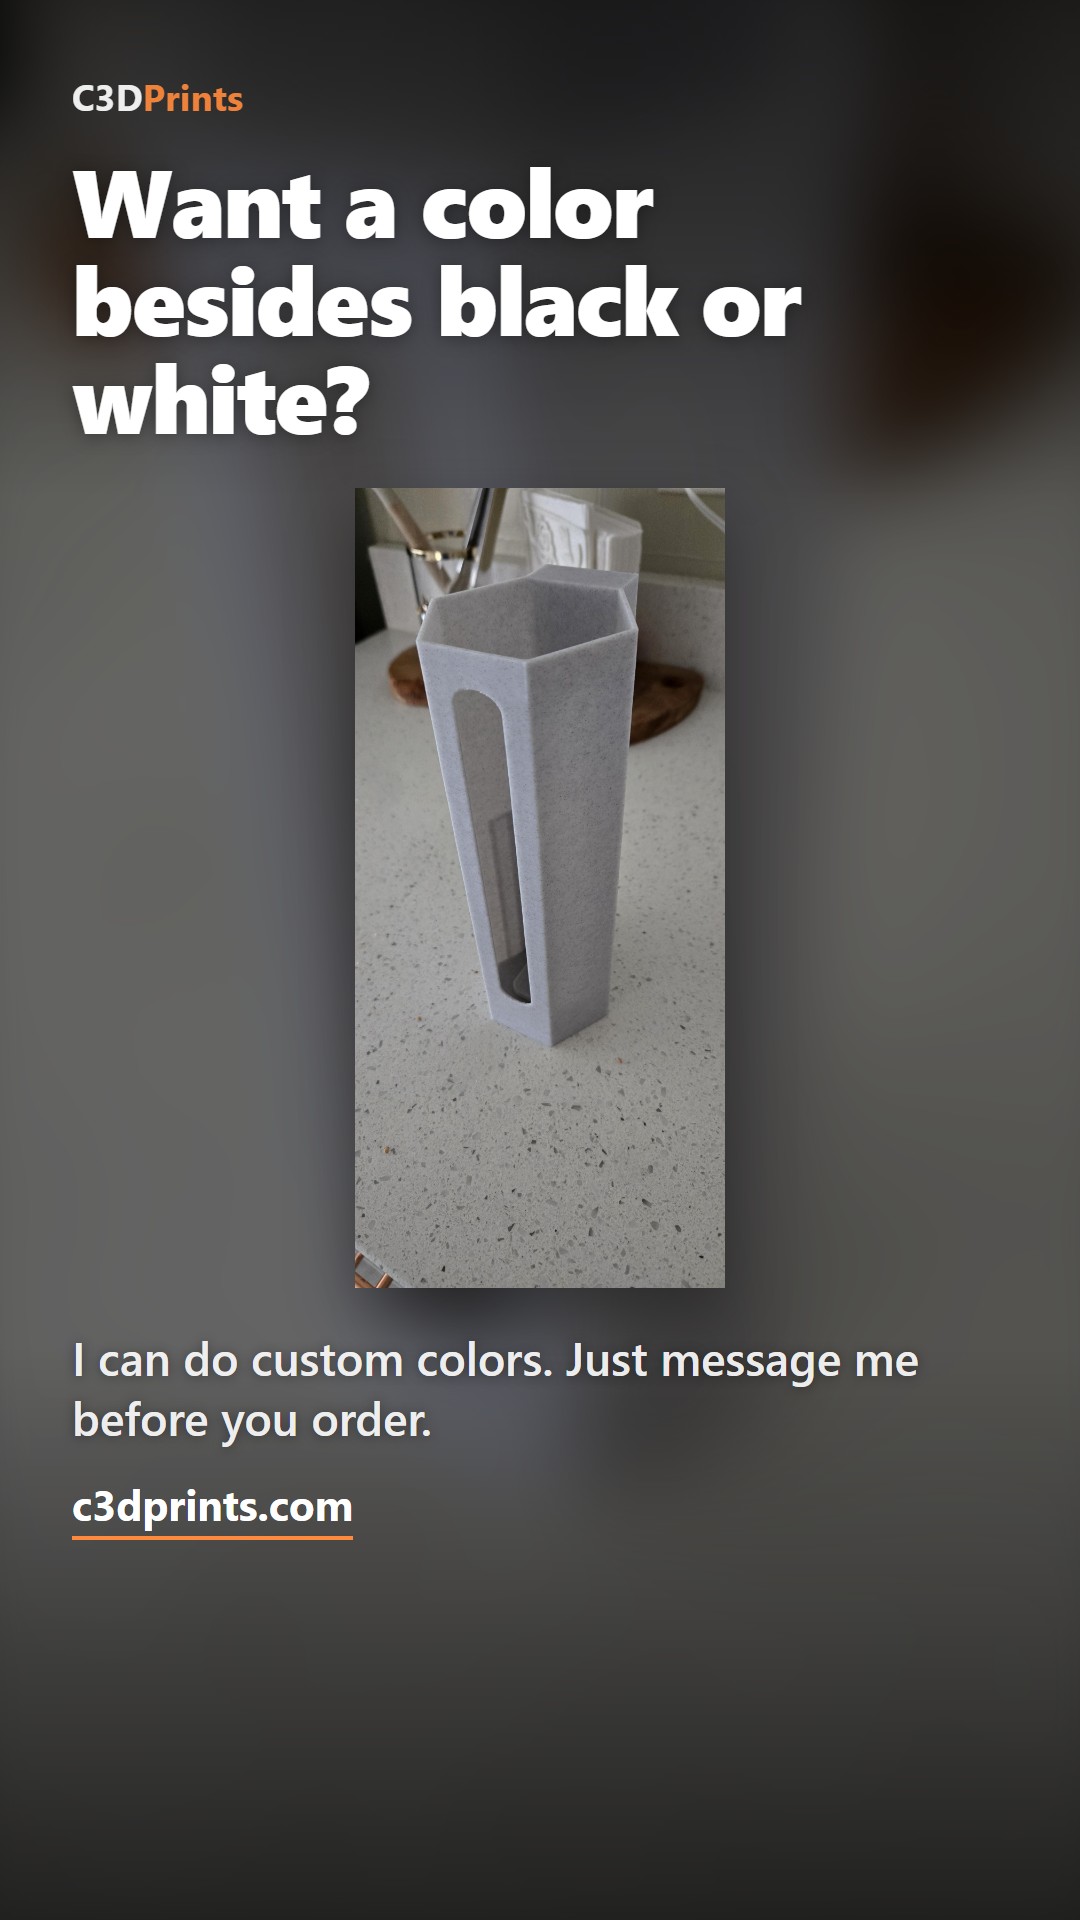 C3DPrints
Want a color
besides black or
white?
I can do custom colors. Just message me
before you order.
c3dprints.com